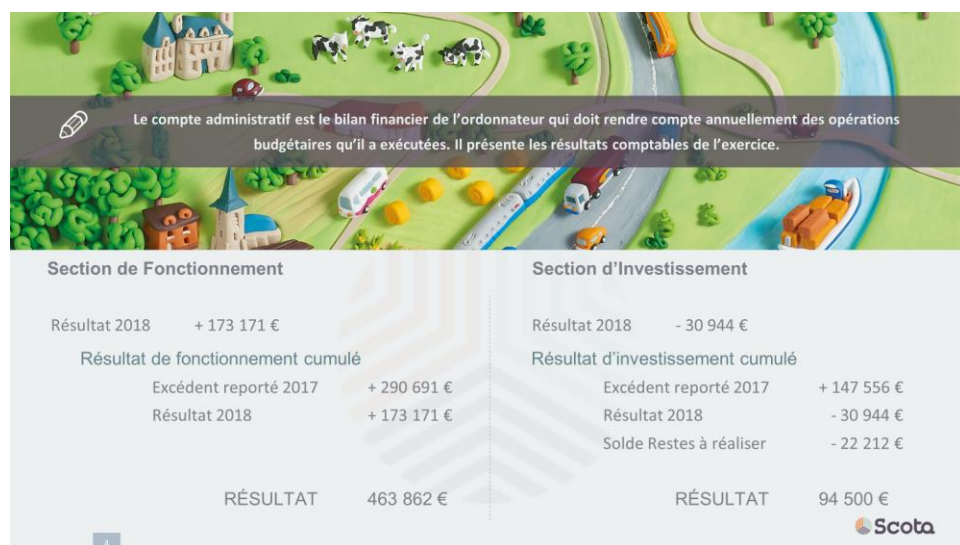 Le compte administratif est le bilan financier de l’ordonnateur qui doit rendre compte annuellement des opérations
budgétaires qu’il a exécutées. Il présente les résultats comptables de l’exercice.
Section de Fonctionnement
Résultat 2018 + 173 171 €
Résultat de fonctionnement cumulé
Excédent reporté 2017 + 290 691 €
Résultat 2018 + 173 171 €
RÉSULTAT 463 862 €
Section d’Investissement
Résultat 2018 - 30 944 €
Résultat d’investissement cumulé
Excédent reporté 2017 + 147 556 €
Résultat 2018 - 30 944 €
Solde Restes à réaliser - 22 212 €
RÉSULTAT 94 500 €
Scota
4